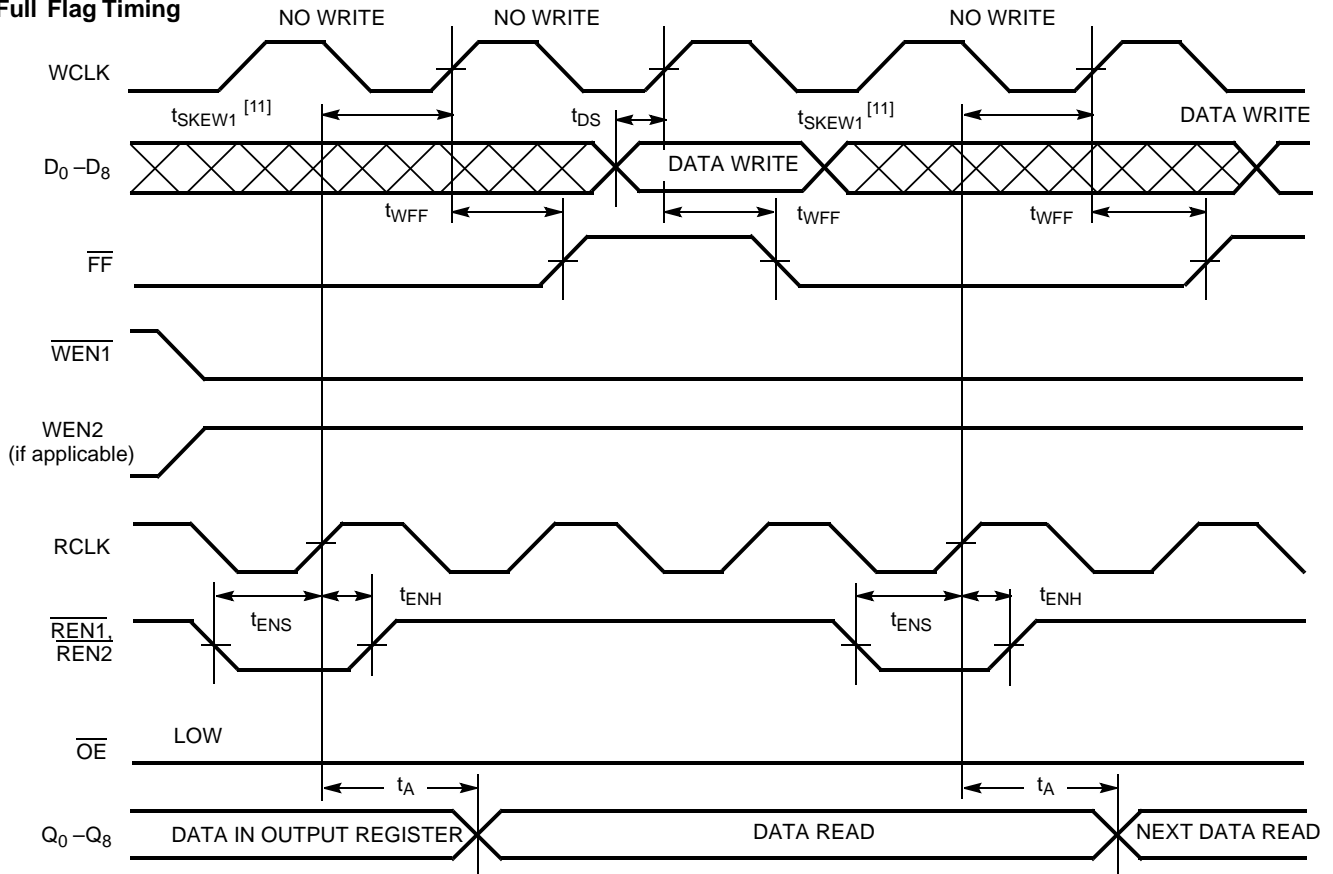 Full Flag Timing
NO WRITE
NO WRITE
NO WRITE
WCLK
tSKEW1 [11]
tDS
tSKEW1 [11]
DATA WRITE
D0 –D8
DATA WRITE
tWFF
tWFF
tWFF
FF
WEN1
WEN2
(if applicable)
RCLK
tENS
tENH
tENS
tENH
REN1,
REN2
OE
LOW
tA
tA
Q0 –Q8
DATA IN OUTPUT REGISTER
DATA READ
NEXT DATA READ